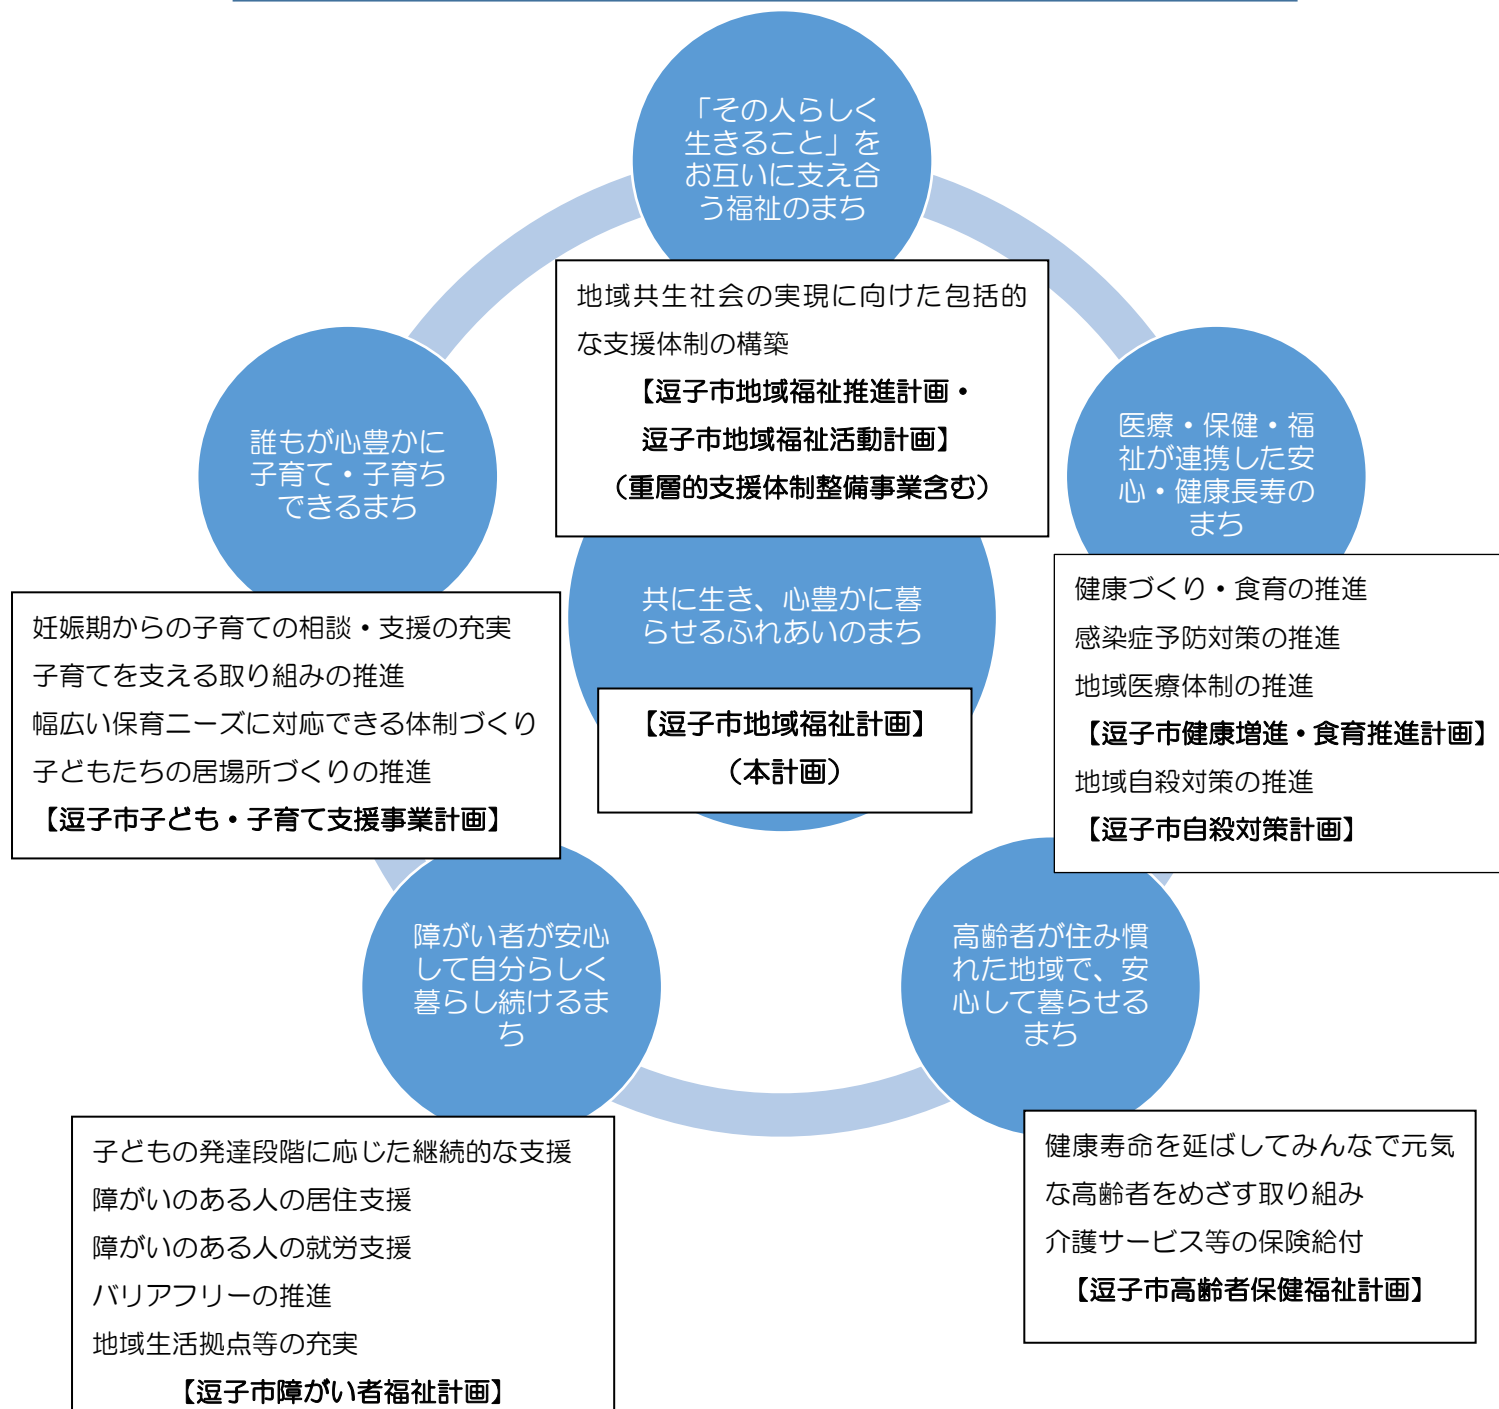 「その人らしく
生きること」を
お互いに支え合
う福祉のまち
地域共生社会の実現に向けた包括的
な支援体制の構築
【逗子市地域福祉推進計画・
逗子市地域福祉活動計画】
（重層的支援体制整備事業含む）
医療・保健・福
祉が連携した安
心・健康長寿の
まち
健康づくり・食育の推進
感染症予防対策の推進
地域医療体制の推進
【逗子市健康増進・食育推進計画】
地域自殺対策の推進
【逗子市自殺対策計画】
誰もが心豊かに
子育て・子育ち
できるまち
妊娠期からの子育ての相談・支援の充実
子育てを支える取り組みの推進
幅広い保育ニーズに対応できる体制づくり
子どもたちの居場所づくりの推進
【逗子市子ども・子育て支援事業計画】
共に生き、心豊かに暮
らせるふれあいのまち
【逗子市地域福祉計画】
（本計画）
障がい者が安心
して自分らしく
暮らし続けるま
ち
子どもの発達段階に応じた継続的な支援
障がいのある人の居住支援
障がいのある人の就労支援
バリアフリーの推進
地域生活拠点等の充実
【逗子市障がい者福祉計画】
高齢者が住み慣
れた地域で、安
心して暮らせる
まち
健康寿命を延ばしてみんなで元気
な高齢者をめざす取り組み
介護サービス等の保険給付
【逗子市高齢者保健福祉計画】